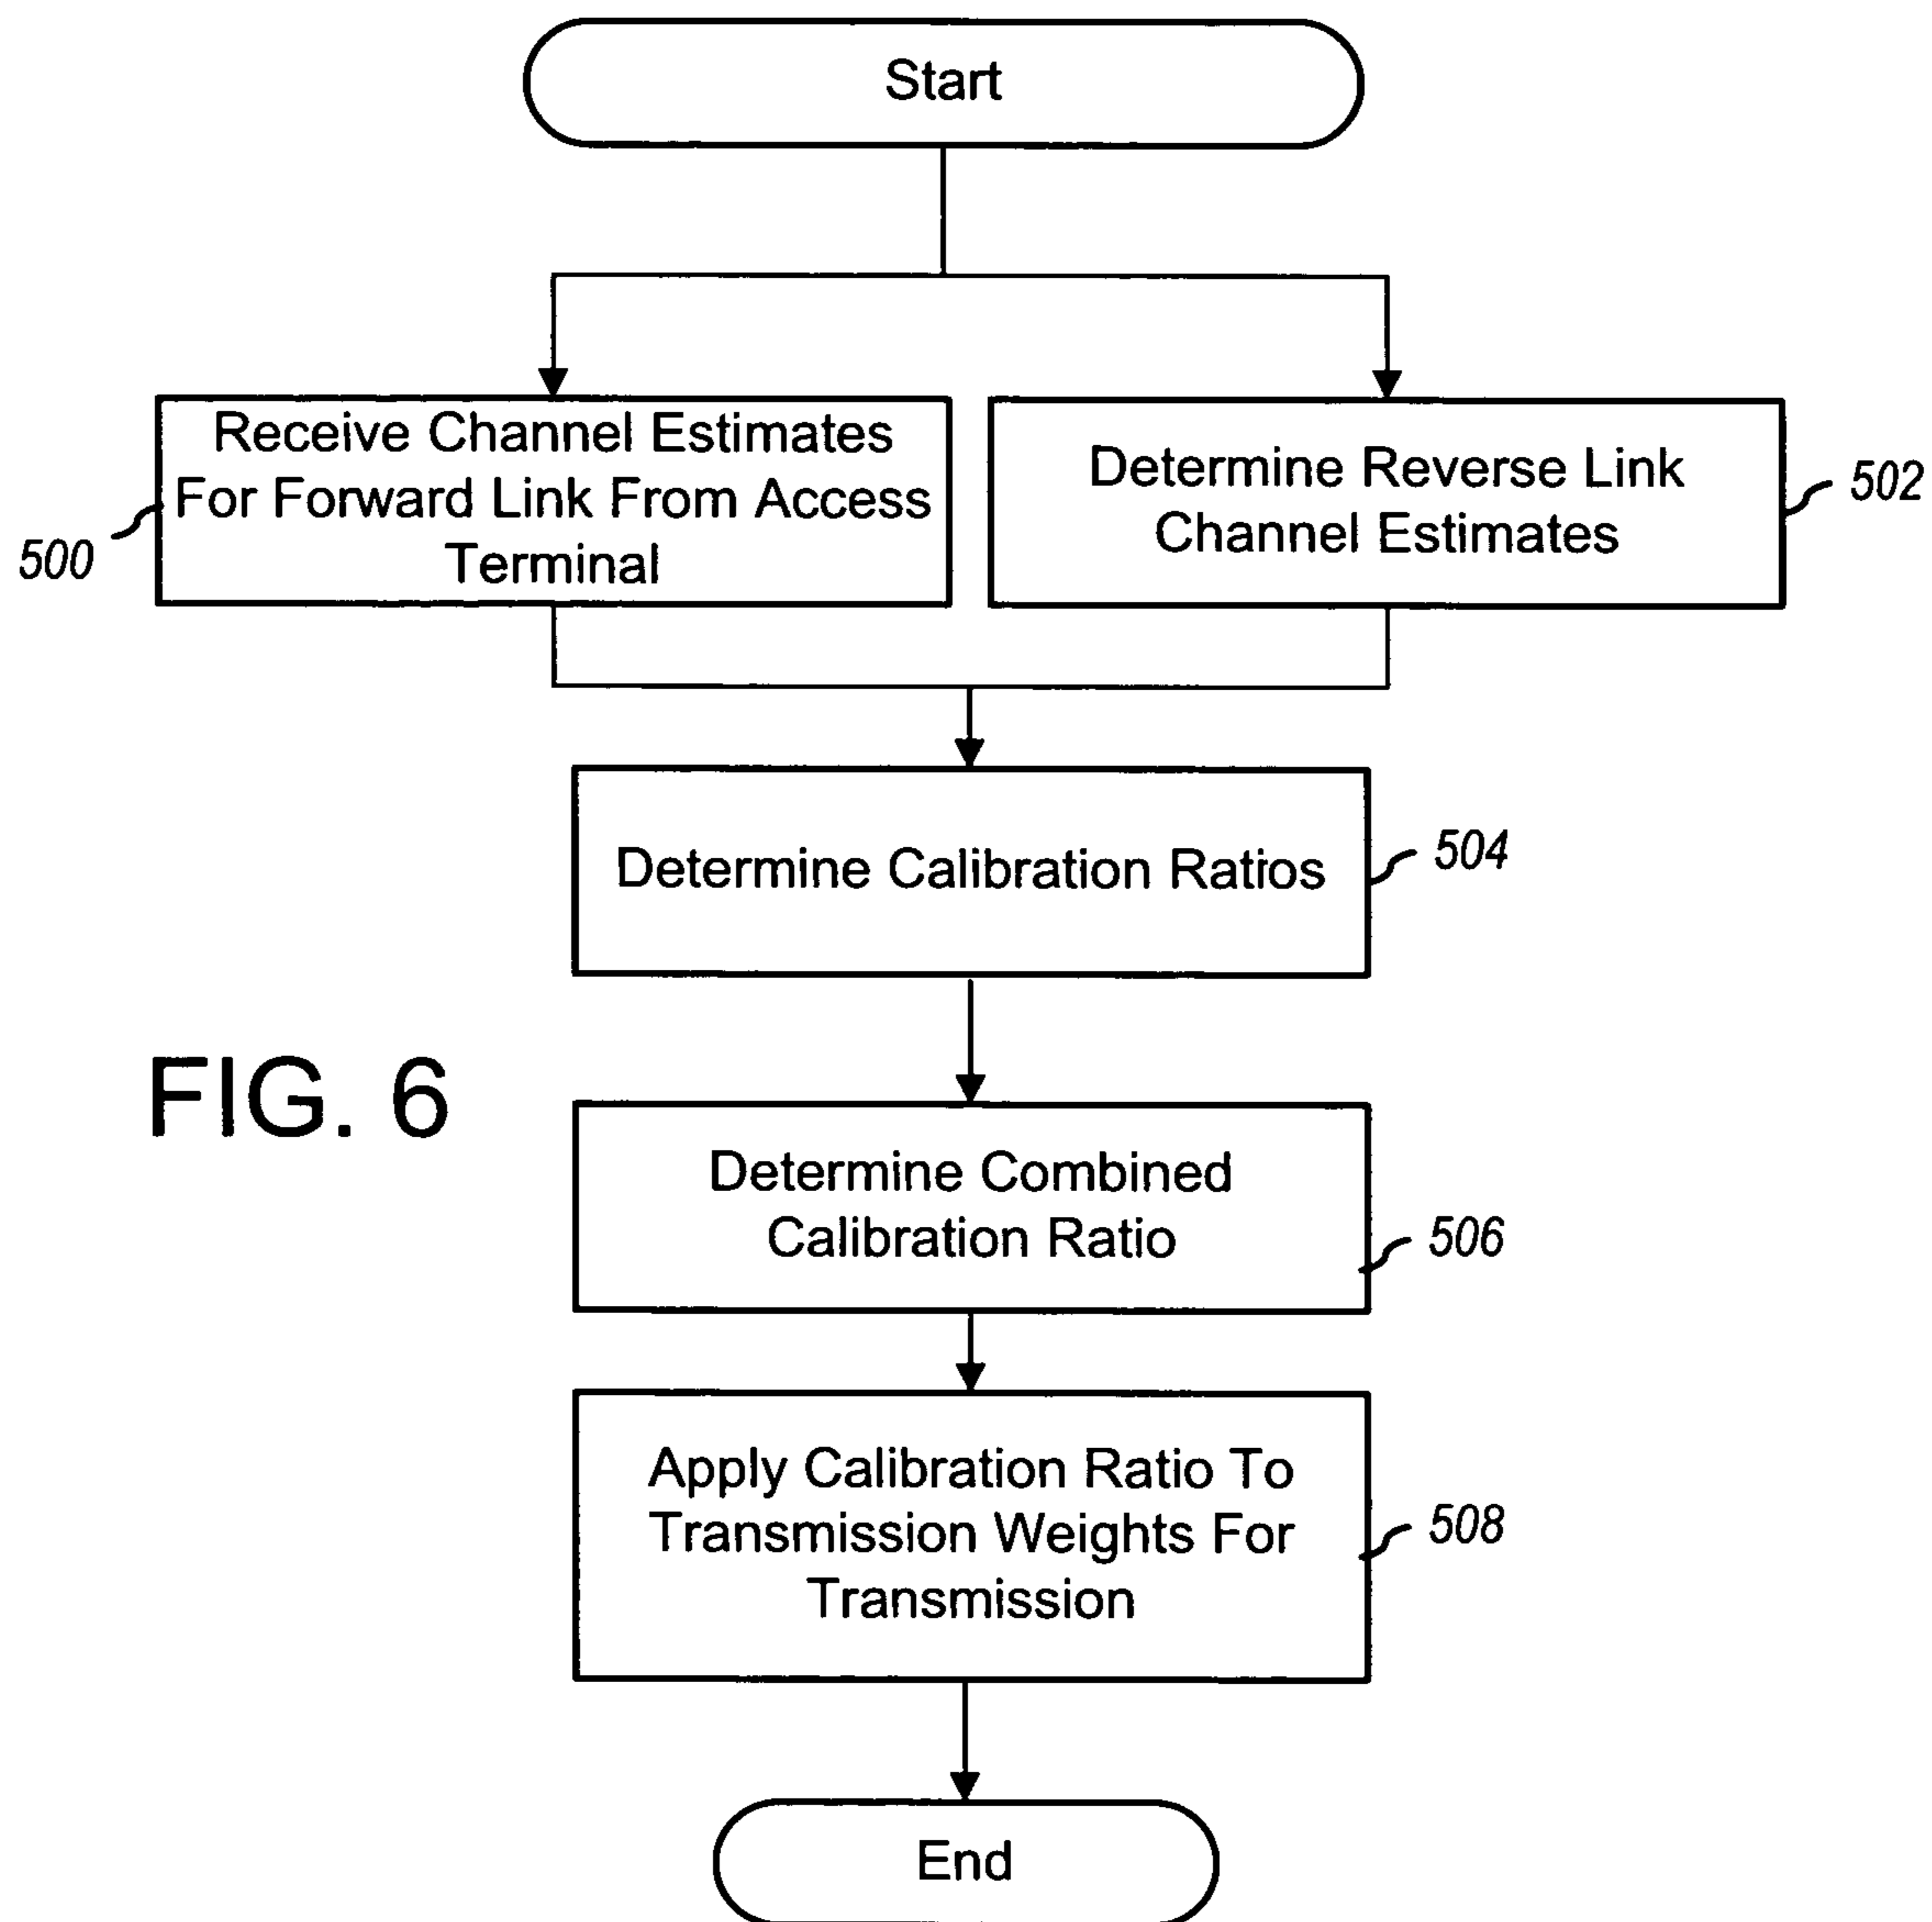 Start
Receive Channel Estimates
For Forward Link From Access
Terminal
500
Determine Reverse Link
Channel Estimates
502
Determine Calibration Ratios
504
FIG. 6
Determine Combined
Calibration Ratio
506
Apply Calibration Ratio To
Transmission Weights For
Transmission
508
End